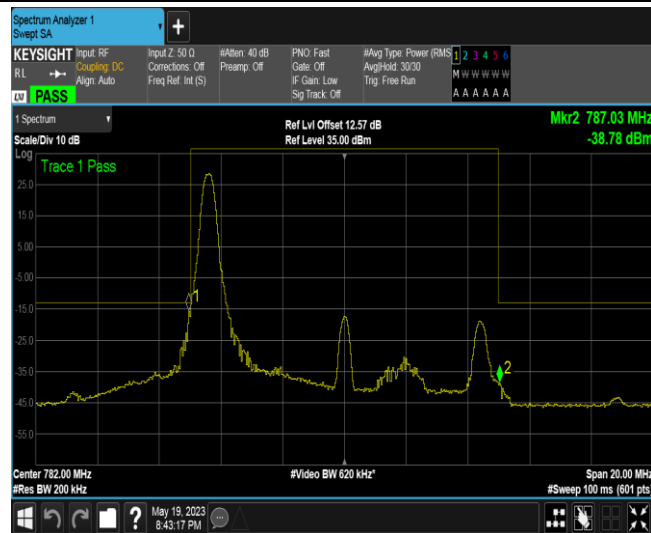 Spectrum Analyzer 1
Swept SA
+
KEYSIGHT
RL
LXI PASS
Input: RF
Coupling: DC
Align: Auto
Input Z: 50 Ω
Corrections: Off
Freq Ref: Int (S)
#Atten: 40 dB
Preamp: Off
PNO: Fast
Gate: Off
IF Gain: Low
Sig Track: Off
#Avg Type: Power (RMS
Avg|Hold: 30/30
Trig: Free Run
1 2 3 4 5 6
M W W W W W
A A A A A A
1 Spectrum
Scale/Div 10 dB
Ref Lvl Offset 12.57 dB
Ref Level 35.00 dBm
Mkr2 787.03 MHz
-38.78 dBm
Log
Trace 1 Pass
25.0
15.0
5.00
-5.00
-15.0
-25.0
-35.0
-45.0
-55.0
1
2
Center 782.00 MHz
#Res BW 200 kHz
#Video BW 620 kHz*
Span 20.00 MHz
#Sweep 100 ms (601 pts
?
May 19, 2023
8:43:17 PM